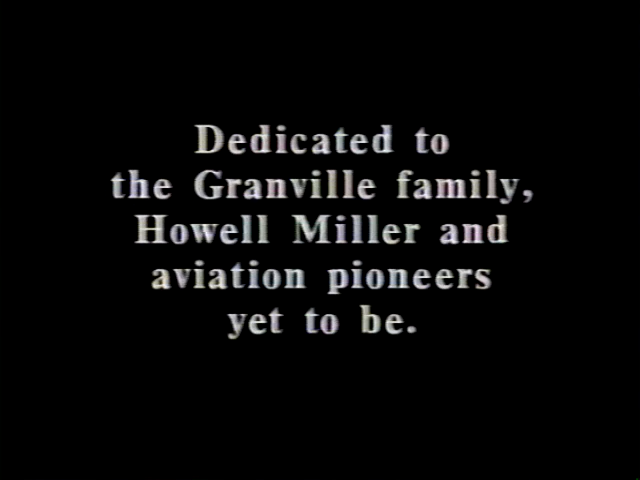 Dedicated to
the Granville family,
Howell Miller and
aviation pioneers
yet to be.